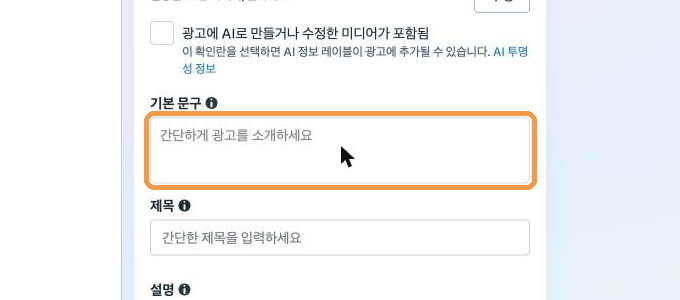 광고에 AI로 만들거나 수정한 미디어가 포함됨
이 확인란을 선택하면 AI 정보 레이블이 광고에 추가될 수 있습니다. AI 투명
성 정보
기본 문구
간단하게 광고를 소개하세요
제목
간단한 제목을 입력하세요
설명